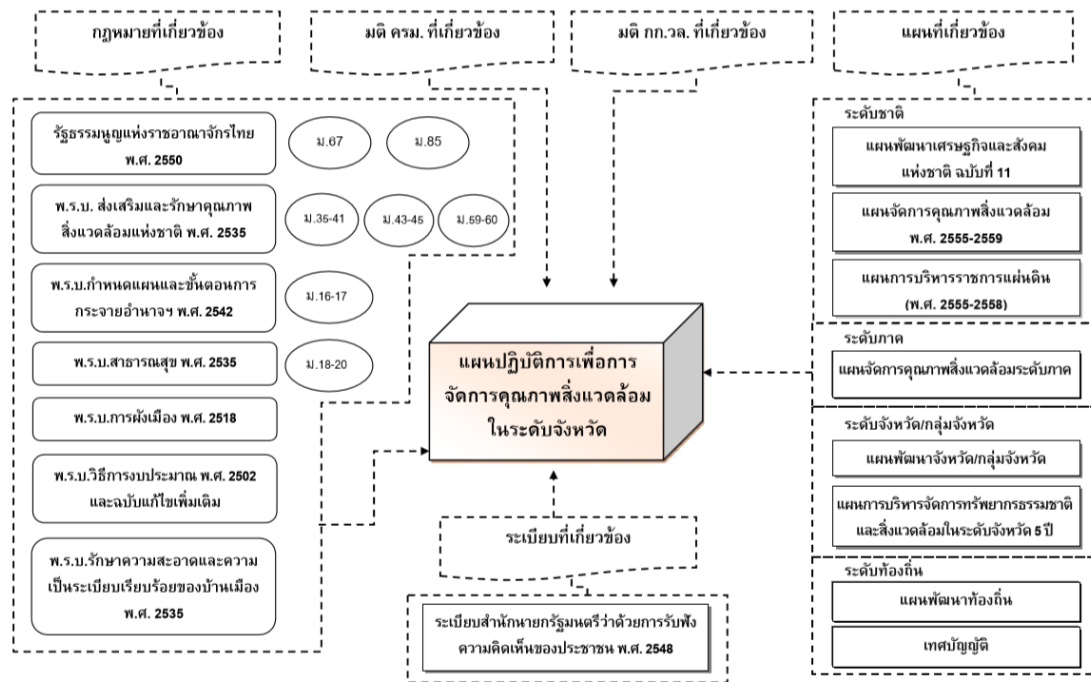 กฎหมายที่เกี่ยวข้อง
มติ ครม. ที่เกี่ยวข้อง
มติ กก.วล. ที่เกี่ยวข้อง
แผนที่เกี่ยวข้อง
รัฐธรรมนูญแห่งราชอาณาจักรไทย
พ.ศ. 2550
ม.67
ม.85
พ.ร.บ. ส่งเสริมและรักษาคุณภาพ
สิ่งแวดล้อมแห่งชาติ พ.ศ. 2535
ม.35-41
ม.43-45
ม.59-60
พ.ร.บ.กำหนดแผนและขั้นตอนการ
กระจายอำนาจฯ พ.ศ. 2542
ม.16-17
พ.ร.บ.สาธารณสุข พ.ศ. 2535
ม.18-20
พ.ร.บ.การผังเมือง พ.ศ. 2518
พ.ร.บ.วิธีการงบประมาณ พ.ศ. 2502
และฉบับแก้ไขเพิ่มเติม
พ.ร.บ.รักษาความสะอาดและความ
เป็นระเบียบเรียบร้อยของบ้านเมือง
พ.ศ. 2535
แผนปฏิบัติการเพื่อการ
จัดการคุณภาพสิ่งแวดล้อม
ในระดับจังหวัด
ระเบียบที่เกี่ยวข้อง
ระเบียบสำนักนายกรัฐมนตรีว่าด้วยการรับฟัง
ความคิดเห็นของประชาชน พ.ศ. 2548
ระดับชาติ
แผนพัฒนาเศรษฐกิจและสังคม
แห่งชาติ ฉบับที่ 11
แผนจัดการคุณภาพสิ่งแวดล้อม
พ.ศ. 2555-2559
แผนการบริหารราชการแผ่นดิน
(พ.ศ. 2555-2558)
ระดับภาค
แผนจัดการคุณภาพสิ่งแวดล้อมระดับภาค
ระดับจังหวัด/กลุ่มจังหวัด
แผนพัฒนาจังหวัด/กลุ่มจังหวัด
แผนการบริหารจัดการทรัพยากรธรรมชาติ
และสิ่งแวดล้อมในระดับจังหวัด 5 ปี
ระดับท้องถิ่น
แผนพัฒนาท้องถิ่น
เทศบัญญัติ